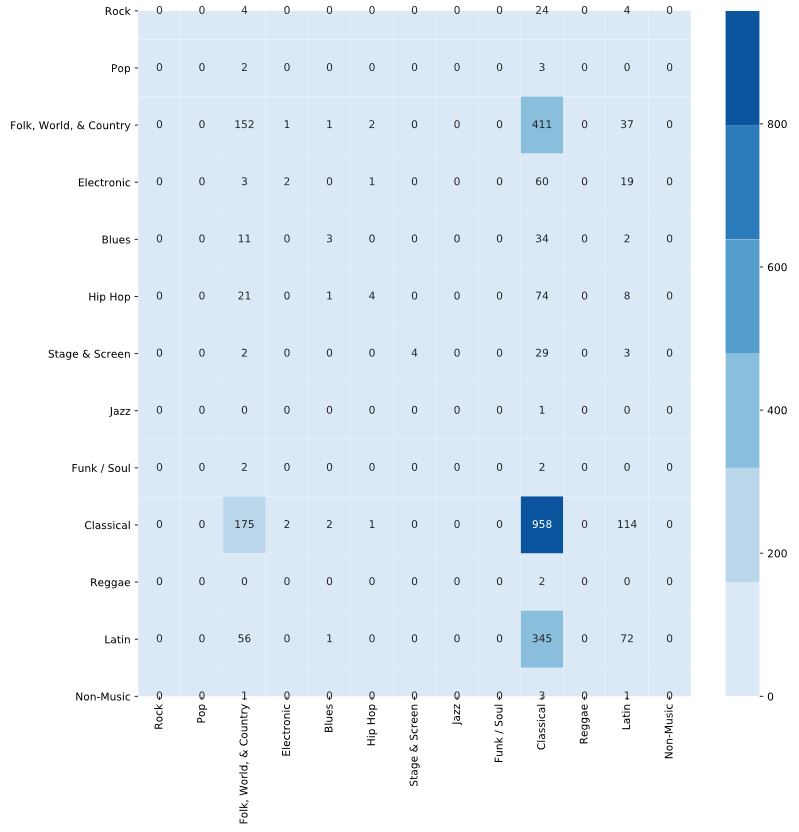 Rock 0 0 4 0 0 0 0 0 0 24 0 4 0
Pop 0 0 2 0 0 0 0 0 0 3 0 0 0
Folk, World, & Country 0 0 152 1 1 2 0 0 0 411 0 37 0
800
Electronic 0 0 3 2 0 1 0 0 0 60 0 19 0
Blues 0 0 11 0 3 0 0 0 0 34 0 2 0
600
Hip Hop 0 0 21 0 1 4 0 0 0 74 0 8 0
Stage & Screen 0 0 2 0 0 0 4 0 0 29 0 3 0
Jazz 0 0 0 0 0 0 0 0 0 1 0 0 0
400
Funk / Soul 0 0 2 0 0 0 0 0 0 2 0 0 0
Classical 0 0 175 2 2 1 0 0 0 958 0 114 0
200
Reggae 0 0 0 0 0 0 0 0 0 2 0 0 0
Latin 0 0 56 0 1 0 0 0 0 345 0 72 0
Non-Music 0 0 1 0 0 0 0 0 0 3 0 1 0
0
Rock
Pop
Folk, World, & Country
Electronic
Blues
Hip Hop
Stage & Screen
Jazz
Funk / Soul
Classical
Reggae
Latin
Non-Music